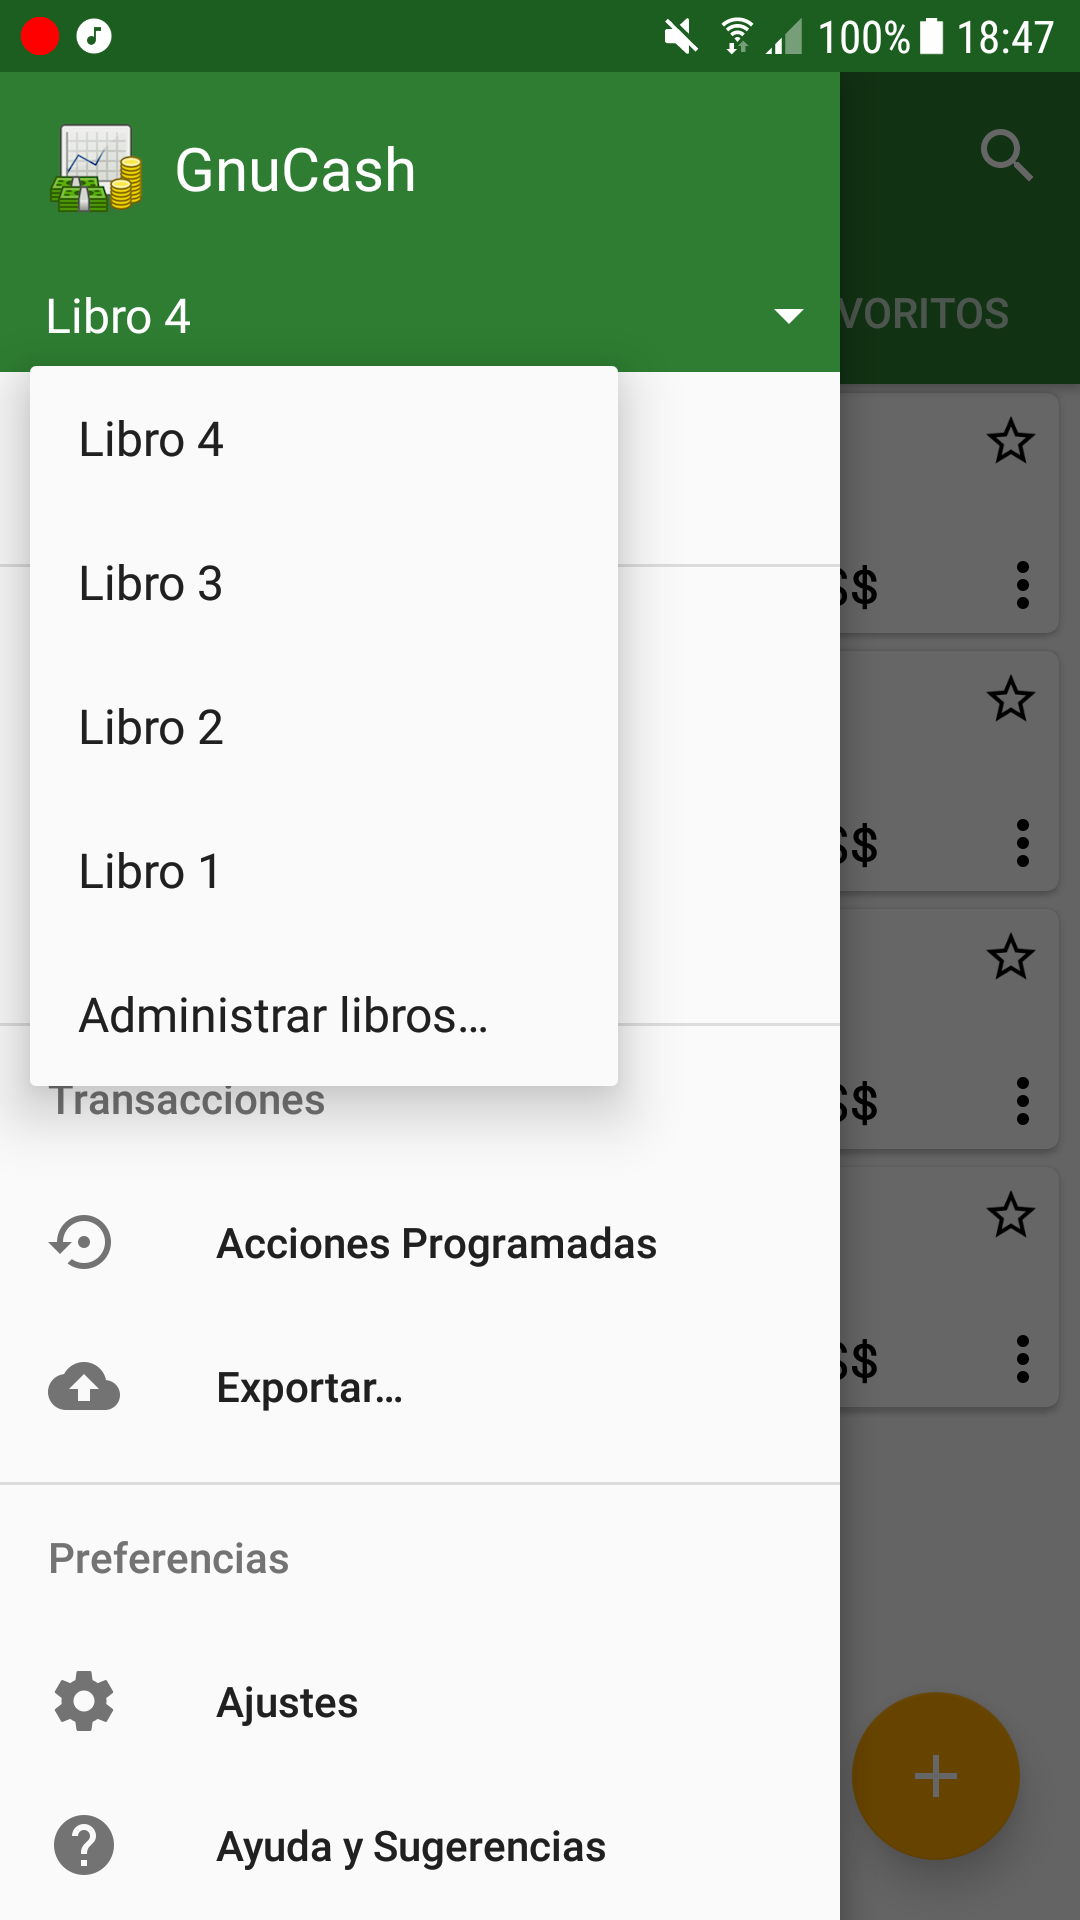 100% 18:47
GnuCash
Libro 4
VORITOS
Libro 4
Libro 3
$
Libro 2
$
Libro 1
Administrar libros...
Transacciones
$
Acciones Programadas
$
Exportar...
Preferencias
Ajustes
Ayuda y Sugerencias